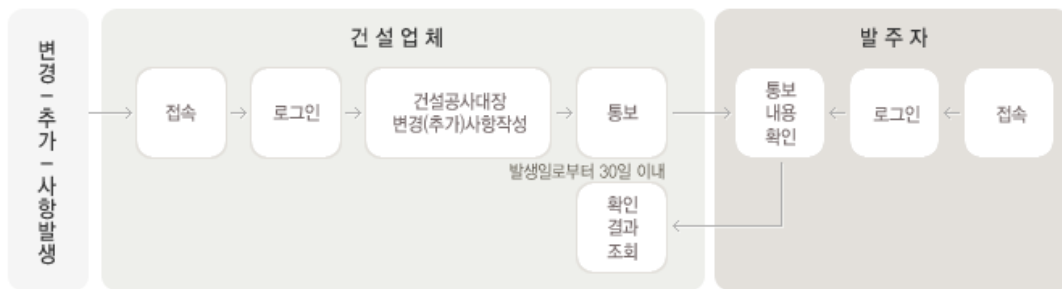 변경-추가-사항발생
건설업체
접속
로그인
건설공사대장
변경(추가)사항작성
통보
발생일로부터 30일 이내
확인
결과
조회
발주자
통보
내용
확인
로그인
접속